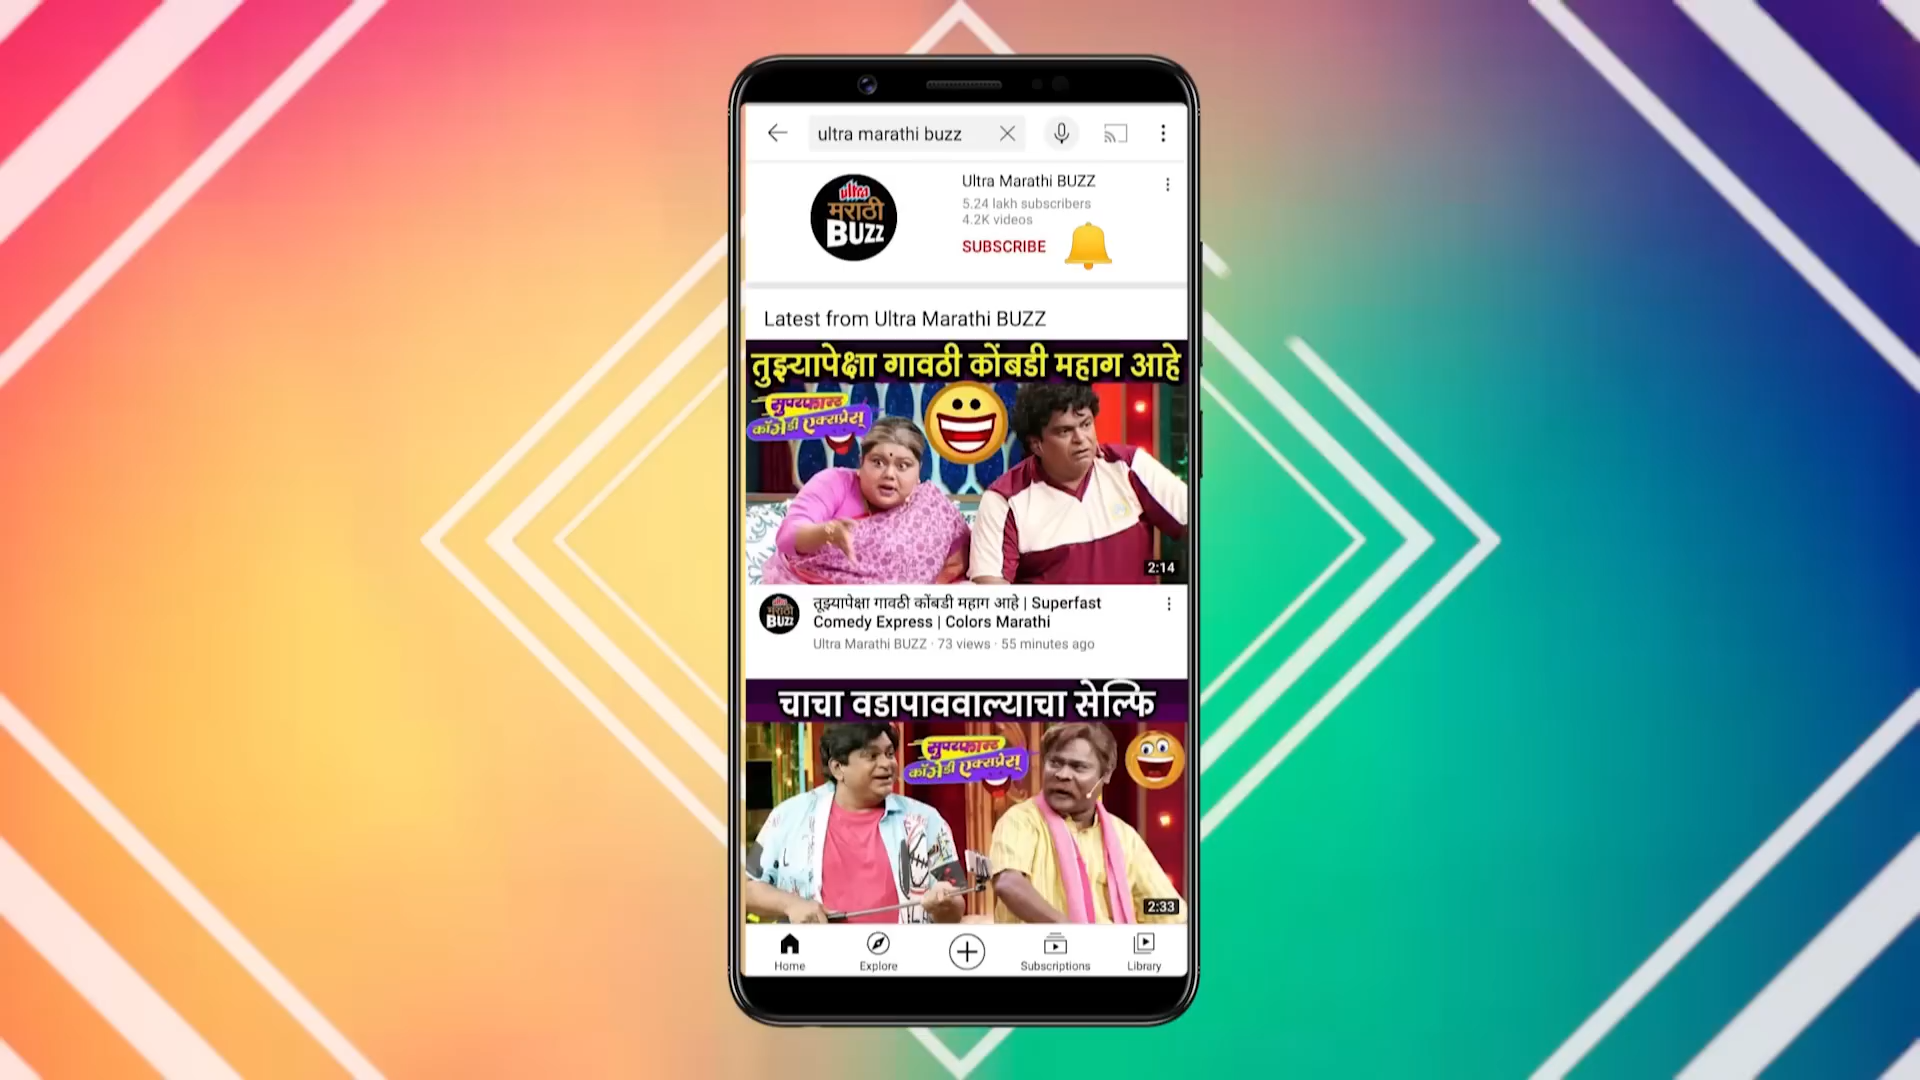 ultra marathi buzz
ultra
मराठी
BUZZ
Ultra Marathi BUZZ
5.24 lakh subscribers
4.2K videos
SUBSCRIBE
Latest from Ultra Marathi BUZZ
तुझ्यापेक्षा गावठी कोंबडी महाग आहे
सुपरफास्ट
कॉमेडी एक्सप्रेस्
2:14
ultra
मराठी
BUZZ
तूझ्यापेक्षा गावठी कोंबडी महाग आहे | Superfast
Comedy Express | Colors Marathi
Ultra Marathi BUZZ · 73 views · 55 minutes ago
चाचा वडापाववाल्याचा सेल्फि
सुपरफास्ट
कॉमेडी एक्सप्रेस्
2:33
Home
Explore
Subscriptions
Library